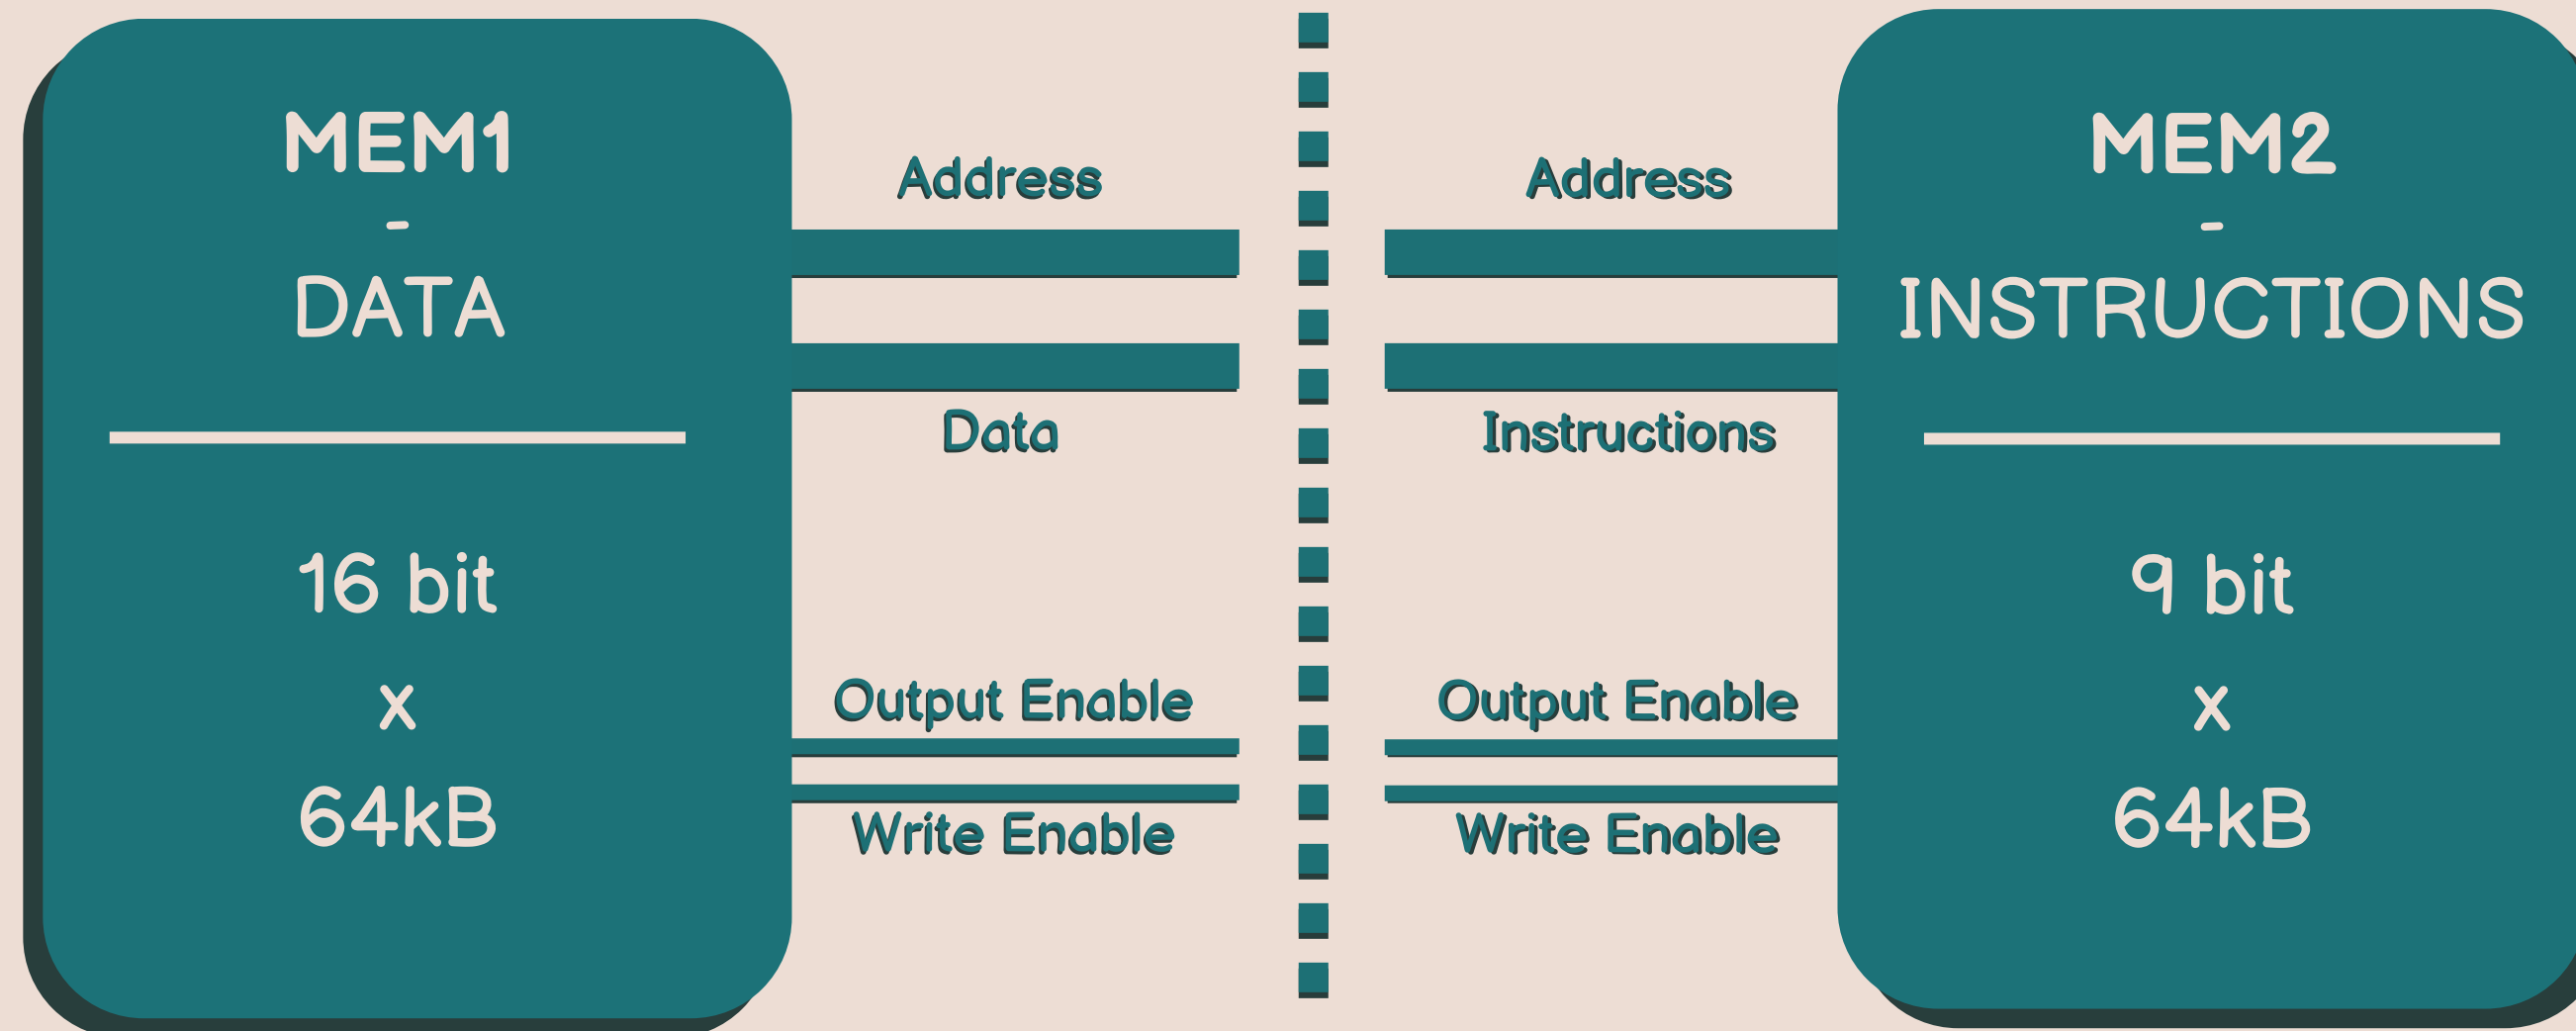 MEM1
-
DATA
16 bit
x
64kB
Address
Data
Output Enable
Write Enable
Address
Instructions
Output Enable
Write Enable
MEM2
-
INSTRUCTIONS
9 bit
x
64kB